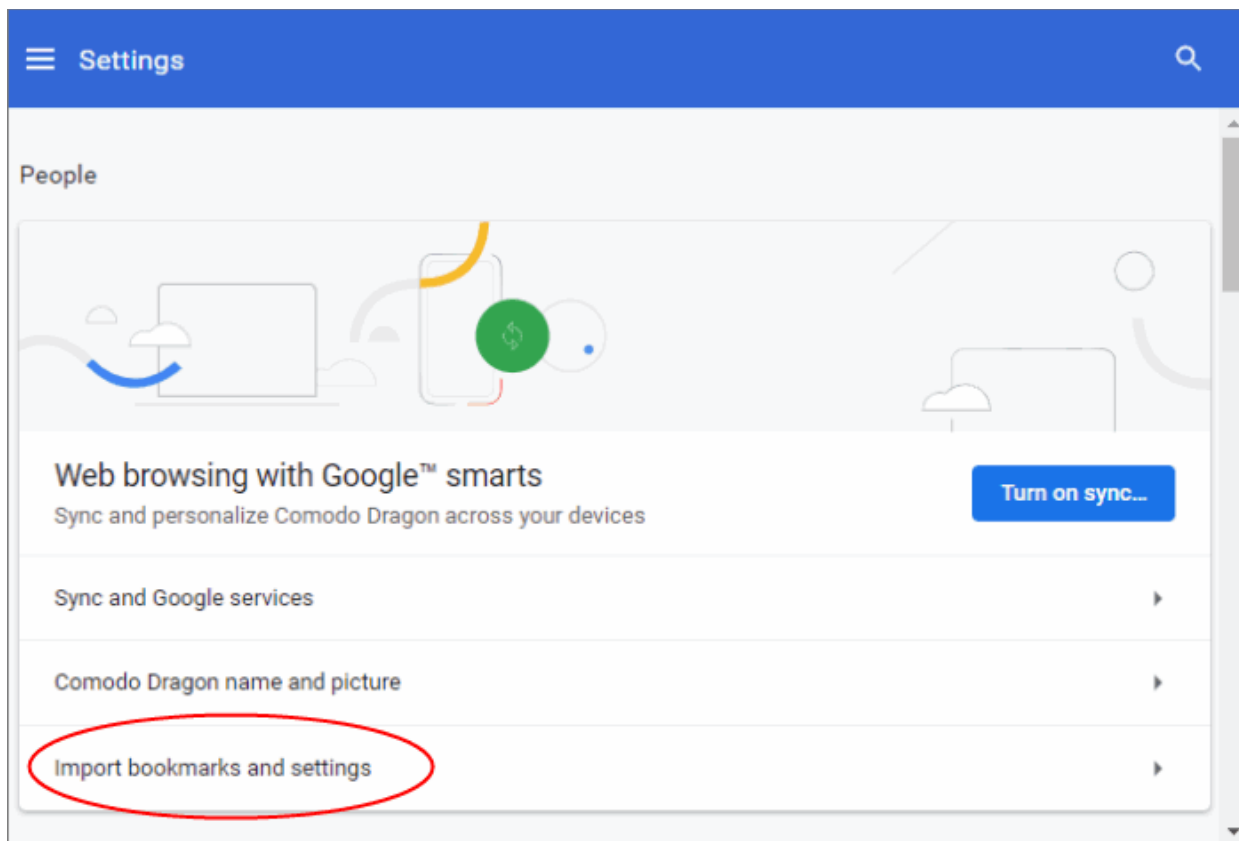 Settings
People
Web browsing with Google™ smarts
Sync and personalize Comodo Dragon across your devices
Turn on sync...
Sync and Google services
Comodo Dragon name and picture
Import bookmarks and settings